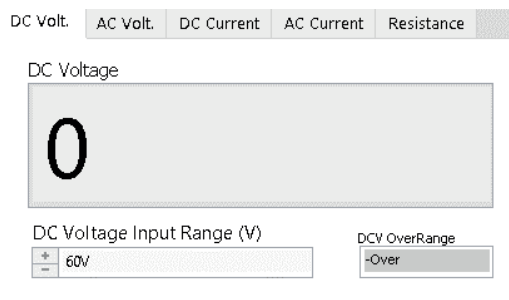 DC Volt. AC Volt. DC Current AC Current Resistance
DC Voltage
0
DC Voltage Input Range (V)
DCV OverRange
+
60V
-Over
-